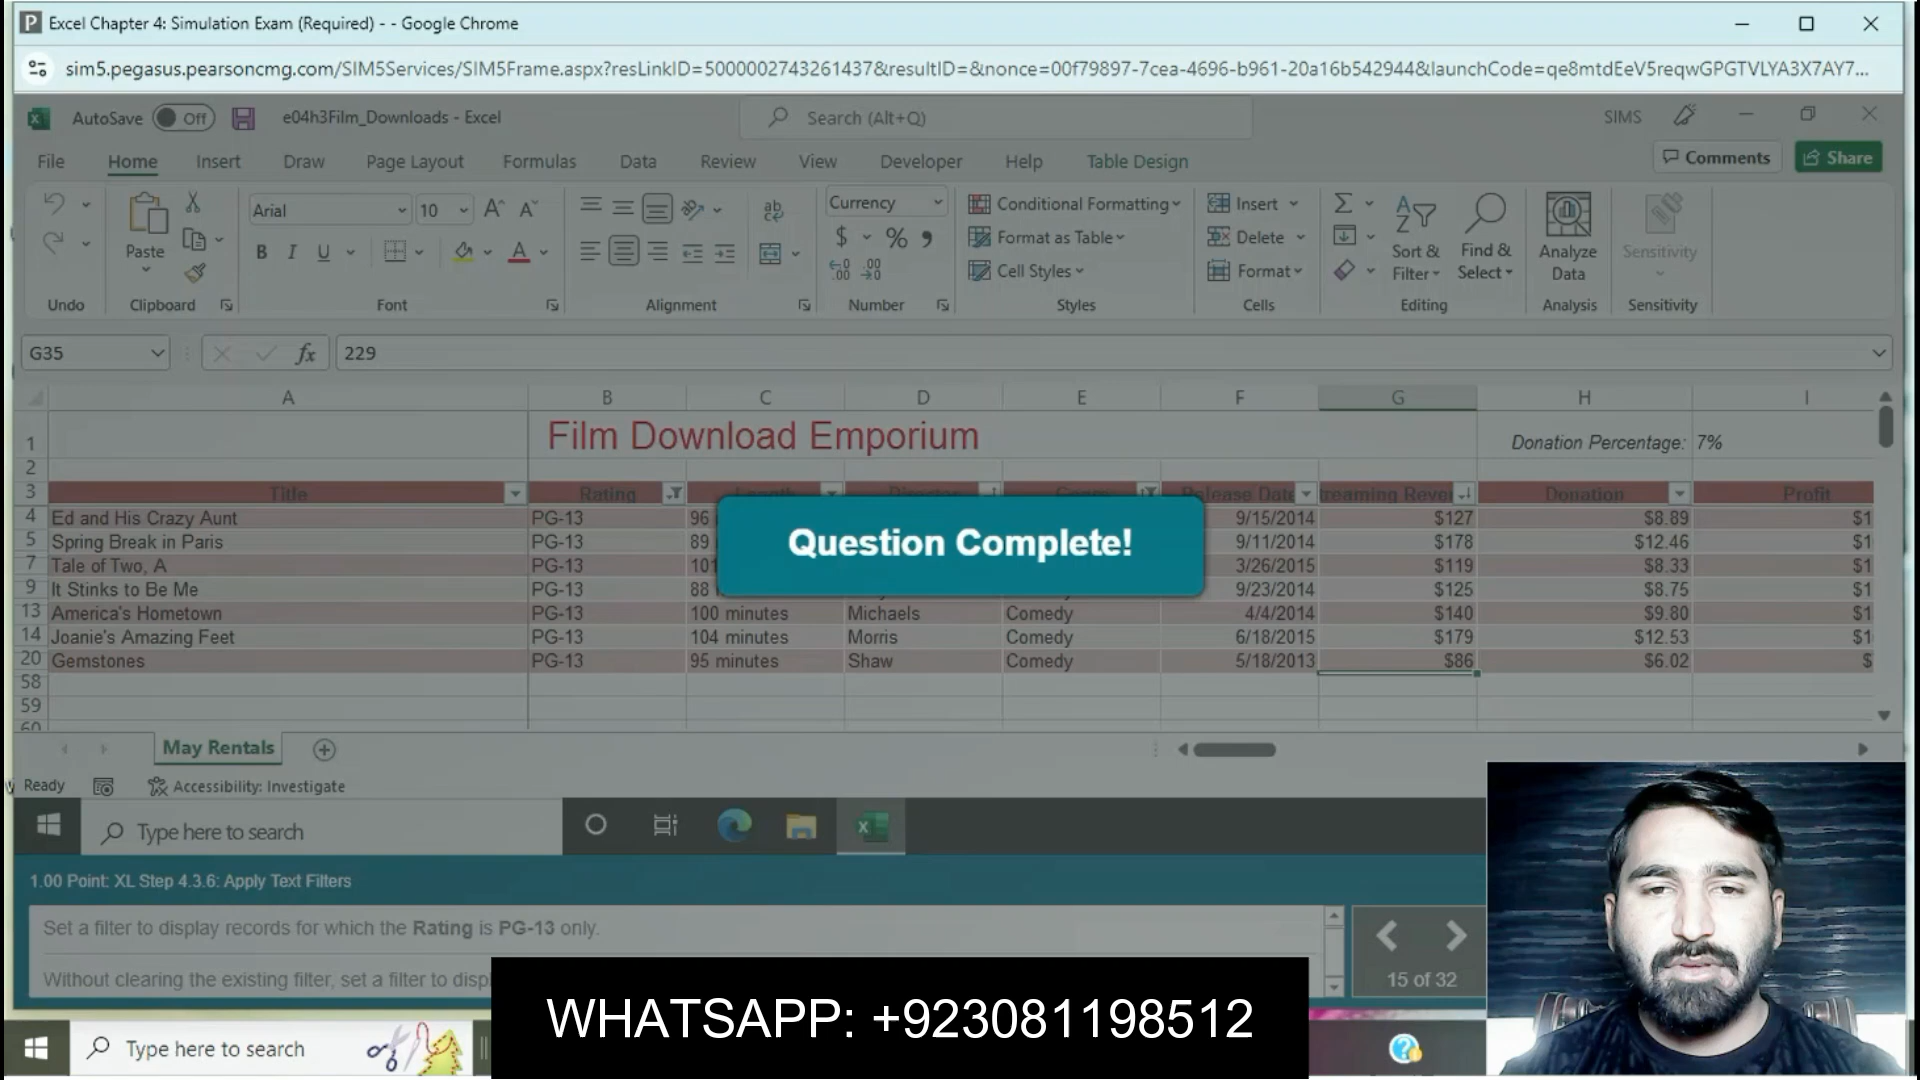 Excel Chapter 4: Simulation Exam (Required) - - Google Chrome
sim5.pegasus.pearsoncmg.com/SIM5Services/SIM5Frame.aspx?resLinkID=5000002743261437&resultID=&nonce=00f79897-7cea-4696-b961-20a16b542944&launchCode=qe8mtdEeV5reqwGPGTVLYA3X7AY7...
AutoSave Off e04h3Film_Downloads - Excel Search (Alt+Q) SIMS
File Home Insert Draw Page Layout Formulas Data Review View Developer Help Table Design Comments Share
Arial 10 Currency Conditional Formatting Insert
Paste B I U $ % Format as Table Delete Sort & Filter Find & Select Analyze Data Sensitivity
Cell Styles Format
Undo Clipboard Font Alignment Number Styles Cells Editing Analysis Sensitivity
G35 fx 229
A B C D E F G H I
1 Film Download Emporium Donation Percentage: 7%
2
3 Title Rating Release Date Donation Profit
4 Ed and His Crazy Aunt PG-13 96 9/15/2014 $127 $8.89 $1
5 Spring Break in Paris PG-13 89 9/11/2014 $178 $12.46 $1
7 Tale of Two, A PG-13 101 3/26/2015 $119 $8.33 $1
9 It Stinks to Be Me PG-13 88 9/23/2014 $125 $8.75 $1
13 America's Hometown PG-13 100 minutes Michaels Comedy 4/4/2014 $140 $9.80 $1
14 Joanie's Amazing Feet PG-13 104 minutes Morris Comedy 6/18/2015 $179 $12.53 $1
20 Gemstones PG-13 95 minutes Shaw Comedy 5/18/2013 $86 $6.02 $
58
59
60
Question Complete!
May Rentals
Ready Accessibility: Investigate
Type here to search
1.00 Point: XL Step 4.3.6: Apply Text Filters
Set a filter to display records for which the Rating is PG-13 only.
Without clearing the existing filter, set a filter to
15 of 32
WHATSAPP: +923081198512
Type here to search